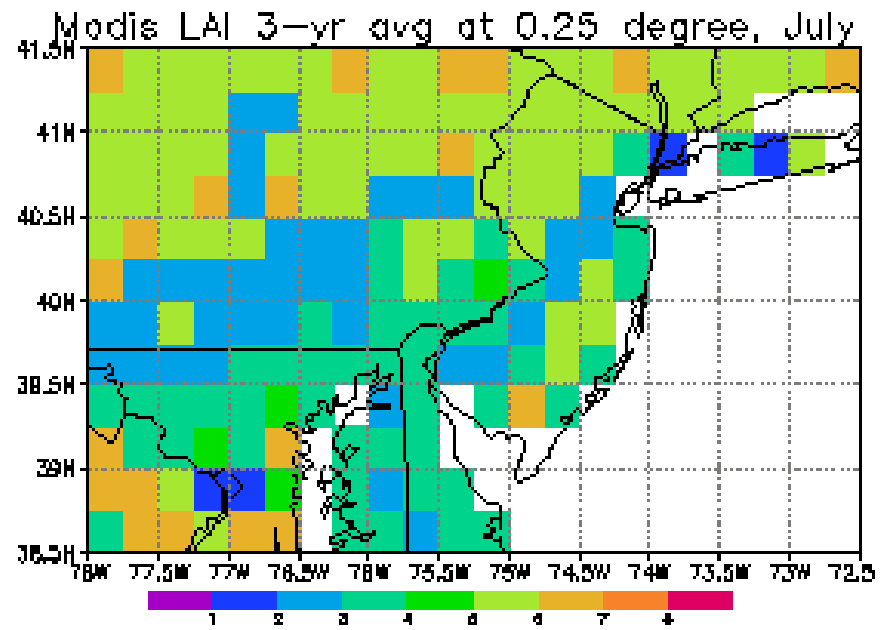 Modis LAI 3-yr avg at 0.25 degree, July
41.5N
41N
40.5N
40N
39.5N
39N
38.5N
78W 77.5W 77W 76.5W 76W 75.5W 75W 74.5W 74W 73.5W 73W 72.5
1 2 3 4 5 6 7 8